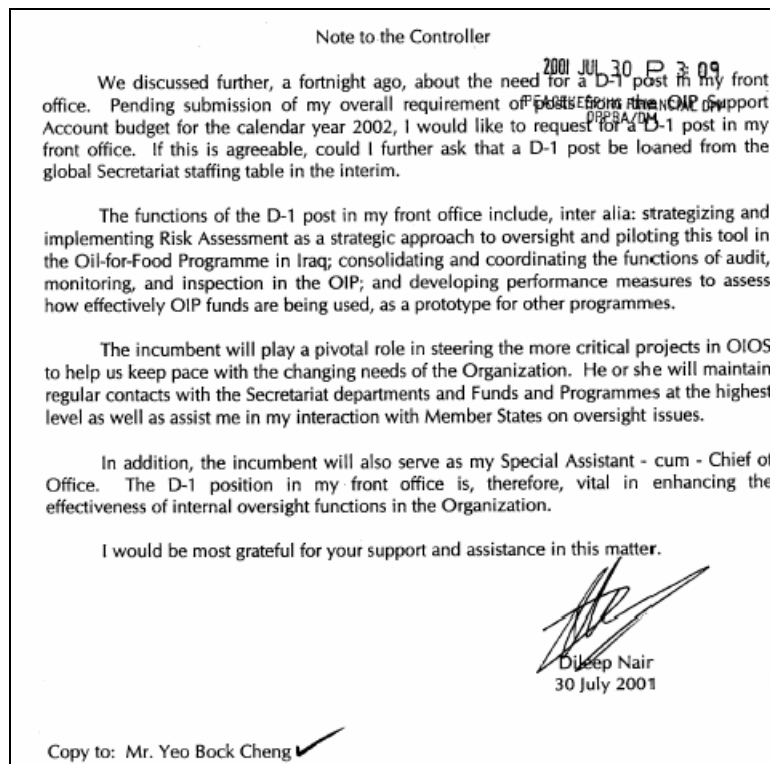 Note to the Controller
2001 JUL 30 P 3: 09
We discussed further, a fortnight ago, about the need for a D-1 post in my front
office. Pending submission of my overall requirement of posts from the OIP Support
PEACEKEEPING FINANCIAL
OPPBA/DM
Account budget for the calendar year 2002, I would like to request for a D-1 post in my
front office. If this is agreeable, could I further ask that a D-1 post be loaned from the
global Secretariat staffing table in the interim.
The functions of the D-1 post in my front office include, inter alia: strategizing and
implementing Risk Assessment as a strategic approach to oversight and piloting this tool in
the Oil-for-Food Programme in Iraq; consolidating and coordinating the functions of audit,
monitoring, and inspection in the OIP; and developing performance measures to assess
how effectively OIP funds are being used, as a prototype for other programmes.
The incumbent will play a pivotal role in steering the more critical projects in OIOS
to help us keep pace with the changing needs of the Organization. He or she will maintain
regular contacts with the Secretariat departments and Funds and Programmes at the highest
level as well as assist me in my interaction with Member States on oversight issues.
In addition, the incumbent will also serve as my Special Assistant - cum - Chief of
Office. The D-1 position in my front office is, therefore, vital in enhancing the
effectiveness of internal oversight functions in the Organization.
I would be most grateful for your support and assistance in this matter.
Dileep Nair
30 July 2001
Copy to: Mr. Yeo Bock Cheng